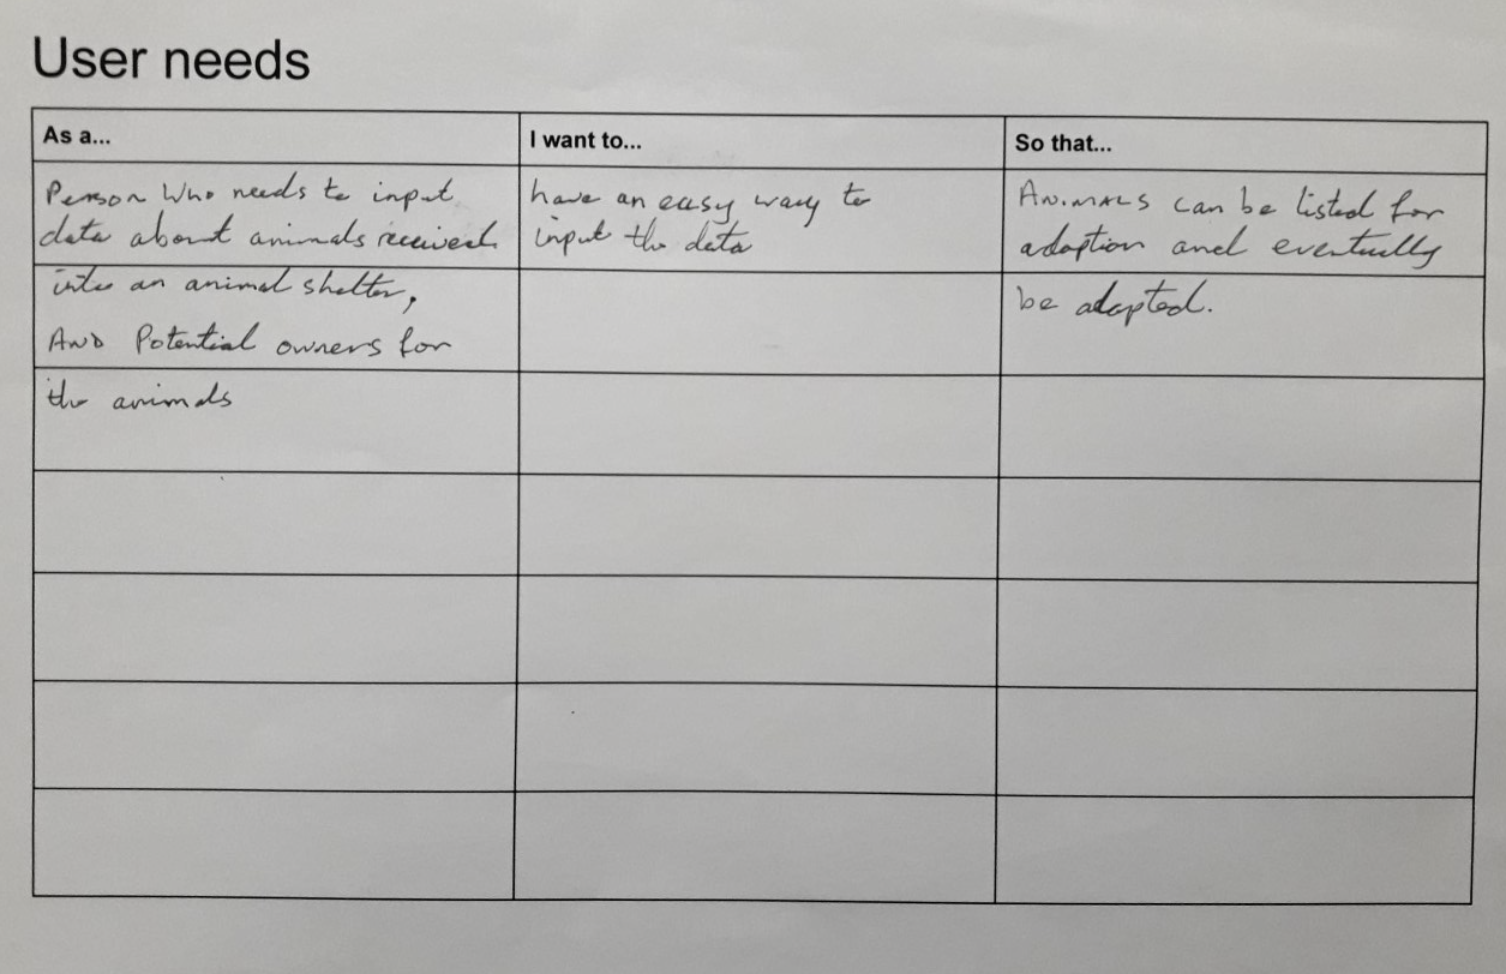 User needs
As a...
I want to...
So that...
Person Who needs to input
data about animals received
into an animal shelter,
AND Potential owners for
the animals
have an easy way to
input the data
ANIMALS can be listed for
adoption and eventually
be adopted.